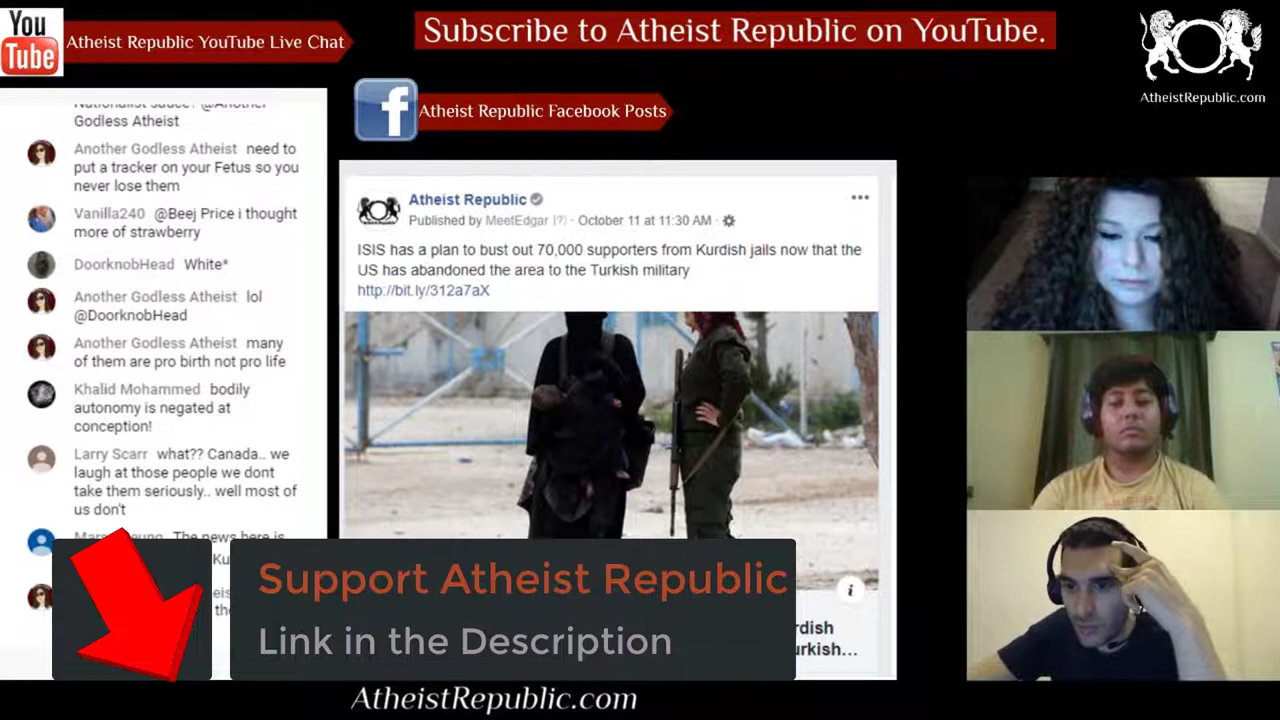 You
Tube
Atheist Republic YouTube Live Chat
Subscribe to Atheist Republic on YouTube.
AtheistRepublic.com
Atheist Republic Facebook Posts
Godless Atheist
Another Godless Atheist need to
put a tracker on your Fetus so you
never lose them
Vanilla240 @Beej Price i thought
more of strawberry
DoorknobHead White*
Another Godless Atheist lol
@DoorknobHead
Another Godless Atheist many
of them are pro birth not pro life
Khalid Mohammed bodily
autonomy is negated at
conception!
Larry Scarr what?? Canada.. we
laugh at those people we dont
take them seriously.. well most of
us don't
The news here is
Atheist Republic
Published by MeetEdgar [?] · October 11 at 11:30 AM ·
ISIS has a plan to bust out 70,000 supporters from Kurdish jails now that the
US has abandoned the area to the Turkish military
http://bit.ly/312a7aX
i
rdish
urkish...
Support Atheist Republic
Link in the Description
AtheistRepublic.com